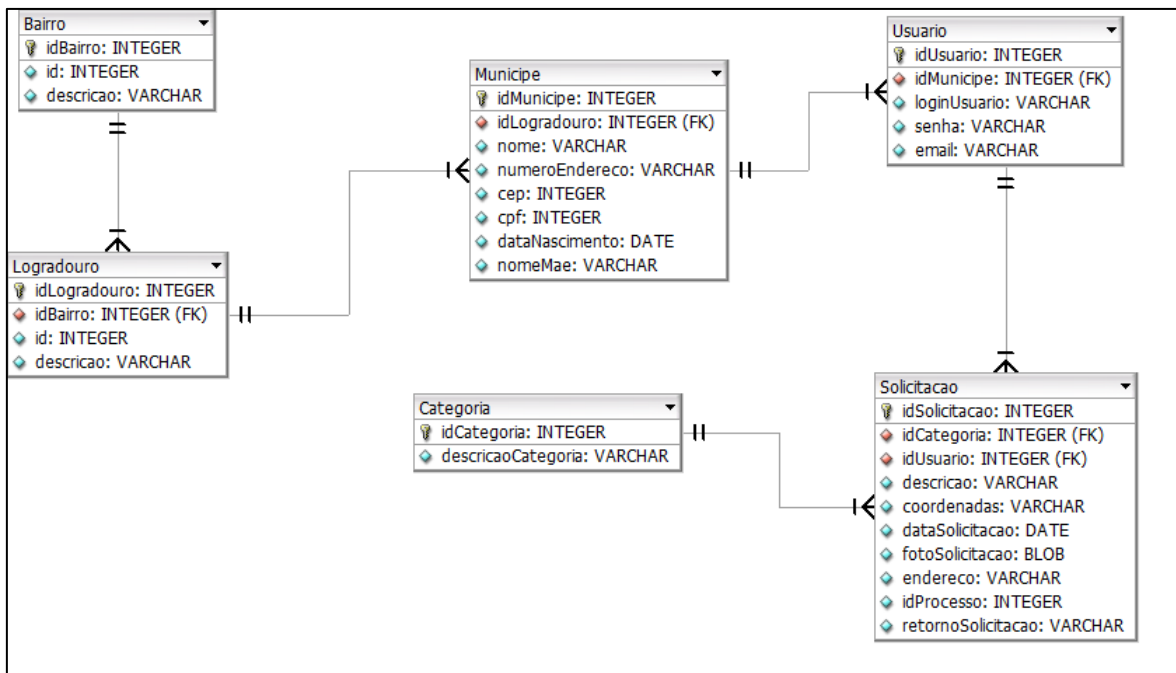 Bairro
idBairro: INTEGER
id: INTEGER
descricao: VARCHAR
Logradouro
idLogradouro: INTEGER
idBairro: INTEGER (FK)
id: INTEGER
descricao: VARCHAR
Municipe
idMunicipe: INTEGER
idLogradouro: INTEGER (FK)
nome: VARCHAR
numeroEndereco: VARCHAR
cep: INTEGER
cpf: INTEGER
dataNascimento: DATE
nomeMae: VARCHAR
Usuario
idUsuario: INTEGER
idMunicipe: INTEGER (FK)
loginUsuario: VARCHAR
senha: VARCHAR
email: VARCHAR
Categoria
idCategoria: INTEGER
descricaoCategoria: VARCHAR
Solicitacao
idSolicitacao: INTEGER
idCategoria: INTEGER (FK)
idUsuario: INTEGER (FK)
descricao: VARCHAR
coordenadas: VARCHAR
dataSolicitacao: DATE
fotoSolicitacao: BLOB
endereco: VARCHAR
idProcesso: INTEGER
retornoSolicitacao: VARCHAR